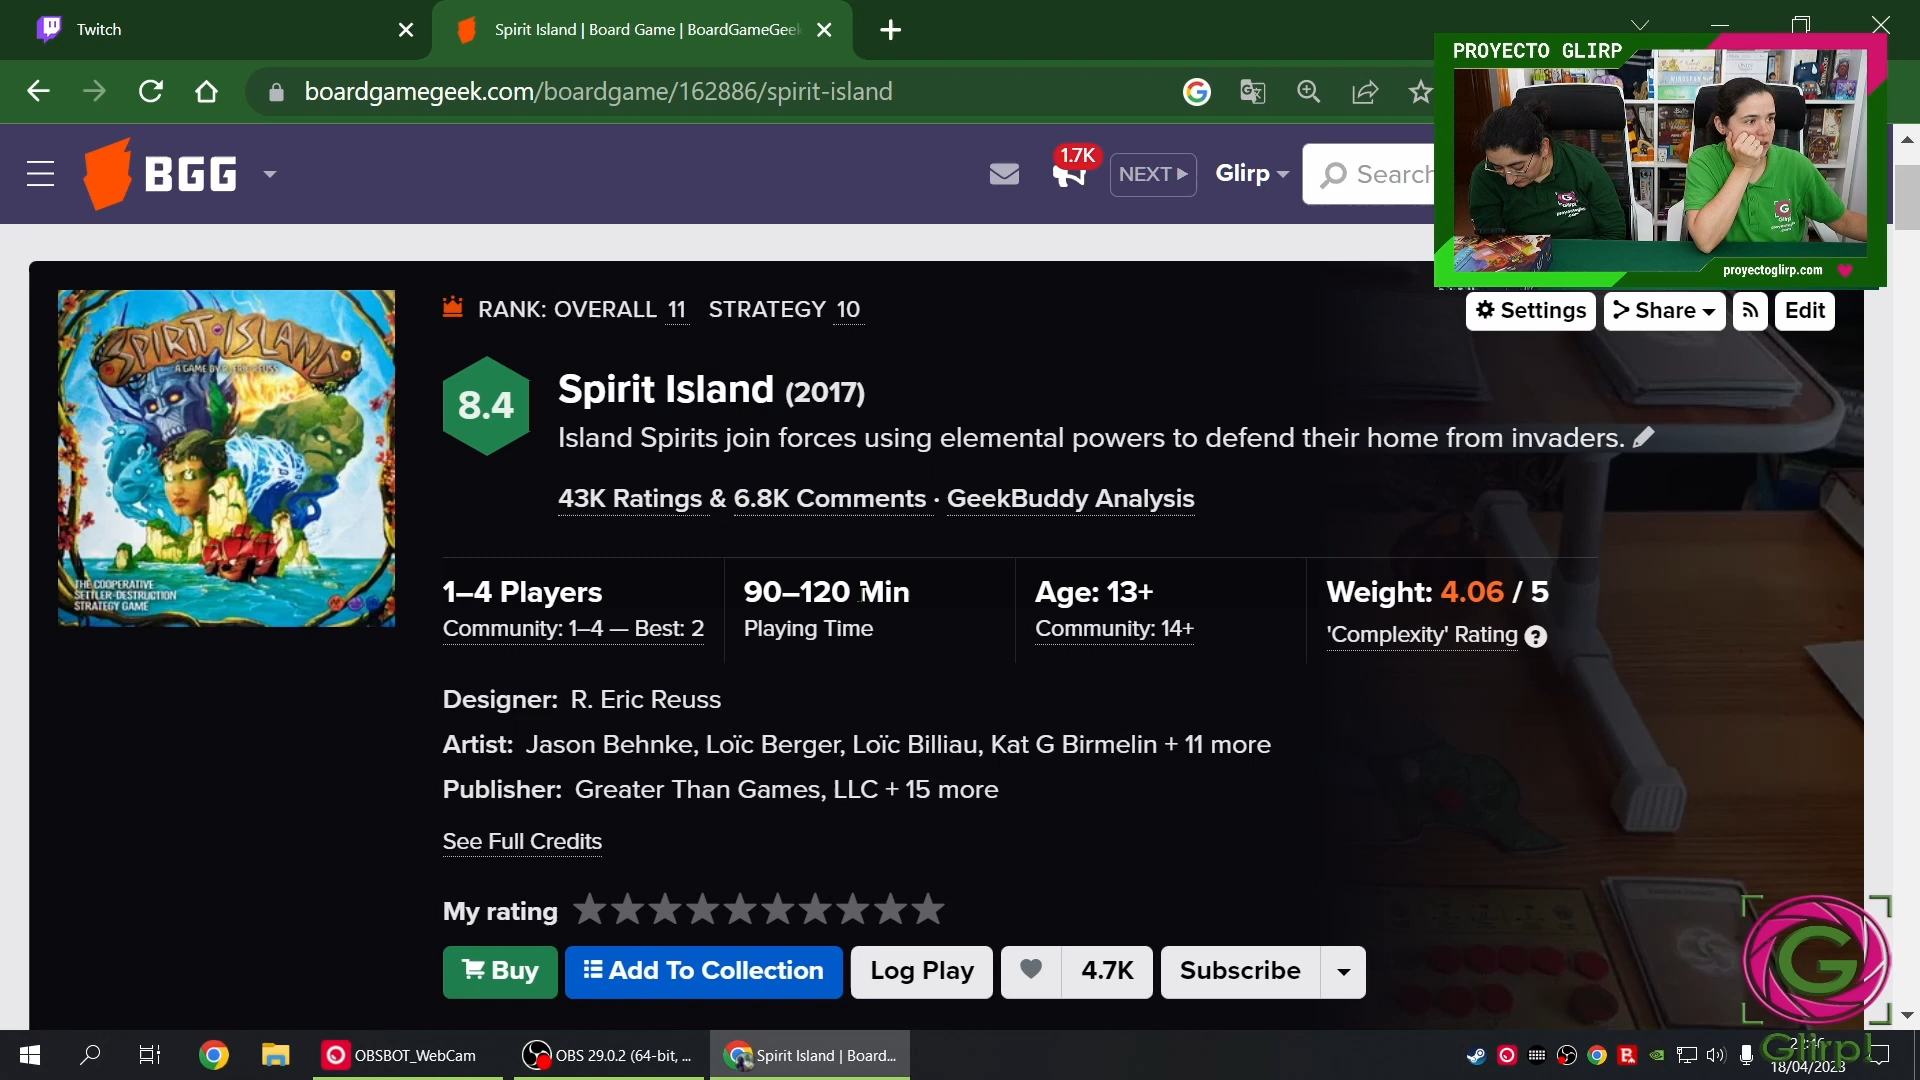 Twitch
Spirit Island | Board Game | BoardGameGeek
PROYECTO GLIRP
boardgamegeek.com/boardgame/162886/spirit-island
BGG
1.7K
NEXT
Glirp
Search
proyectoglirp.com
RANK: OVERALL 11 STRATEGY 10
Settings
Share
Edit
SPIRIT ISLAND
A GAME BY R. ERIC REUSS
THE COOPERATIVE
SETTLER-DESTRUCTION
STRATEGY GAME
8.4
Spirit Island (2017)
Island Spirits join forces using elemental powers to defend their home from invaders.
43K Ratings & 6.8K Comments · GeekBuddy Analysis
1–4 Players
Community: 1–4 — Best: 2
90–120 Min
Playing Time
Age: 13+
Community: 14+
Weight: 4.06 / 5
'Complexity' Rating
Designer: R. Eric Reuss
Artist: Jason Behnke, Loïc Berger, Loïc Billiau, Kat G Birmelin + 11 more
Publisher: Greater Than Games, LLC + 15 more
See Full Credits
My rating
Buy
Add To Collection
Log Play
4.7K
Subscribe
G
Glirp!
OBSBOT_WebCam
OBS 29.0.2 (64-bit, ...
Spirit Island | Board...
18/04/2023